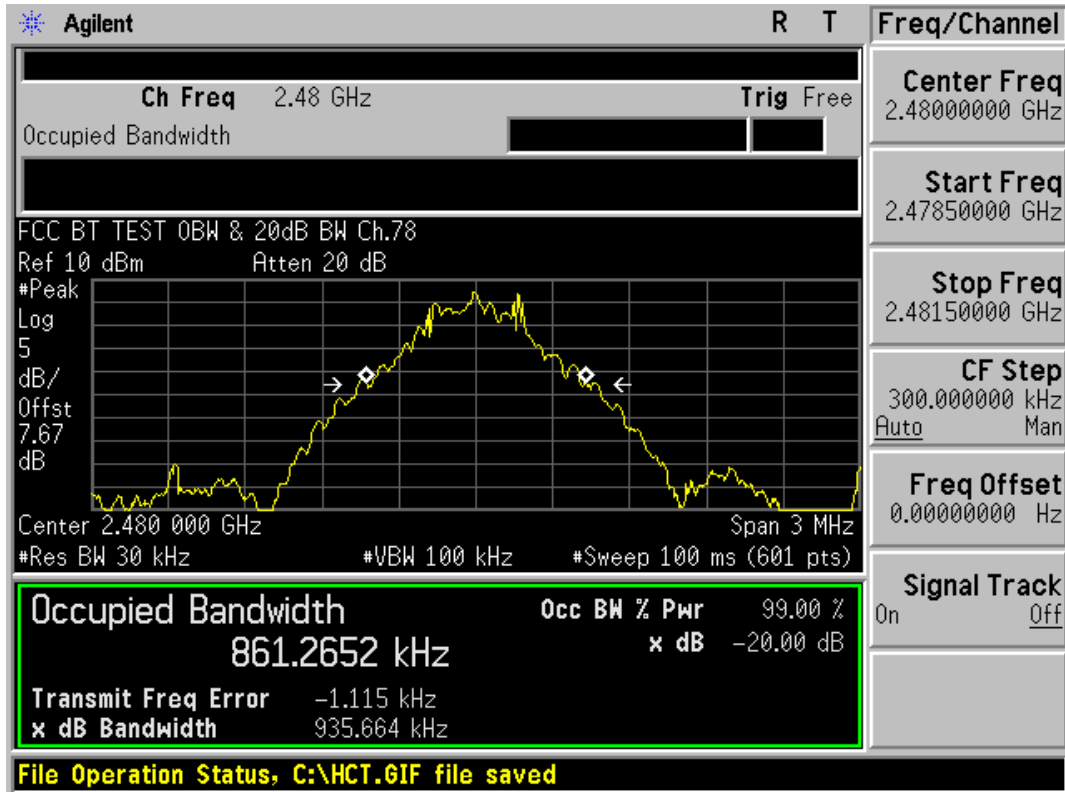 Agilent R T Freq/Channel
Ch Freq 2.48 GHz Trig Free
Occupied Bandwidth
FCC BT TEST OBW & 20dB BW Ch.78
Ref 10 dBm Atten 20 dB
#Peak
Log
5
dB/
Offst
7.67
dB
Center 2.480 000 GHz Span 3 MHz
#Res BW 30 kHz #VBW 100 kHz #Sweep 100 ms (601 pts)
Occupied Bandwidth Occ BW % Pwr 99.00 %
861.2652 kHz x dB -20.00 dB
Transmit Freq Error -1.115 kHz
x dB Bandwidth 935.664 kHz
File Operation Status, C:\HCT.GIF file saved
Center Freq
2.48000000 GHz
Start Freq
2.47850000 GHz
Stop Freq
2.48150000 GHz
CF Step
300.000000 kHz
Auto Man
Freq Offset
0.00000000 Hz
Signal Track
On Off